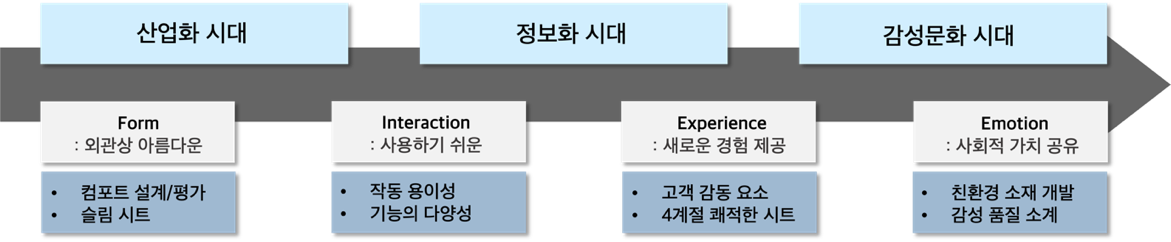 산업화 시대
정보화 시대
감성문화 시대
Form
: 외관상 아름다운
Interaction
: 사용하기 쉬운
Experience
: 새로운 경험 제공
Emotion
: 사회적 가치 공유
• 컴포트 설계/평가
• 슬림 시트
• 작동 용이성
• 기능의 다양성
• 고객 감동 요소
• 4계절 쾌적한 시트
• 친환경 소재 개발
• 감성 품질 소계